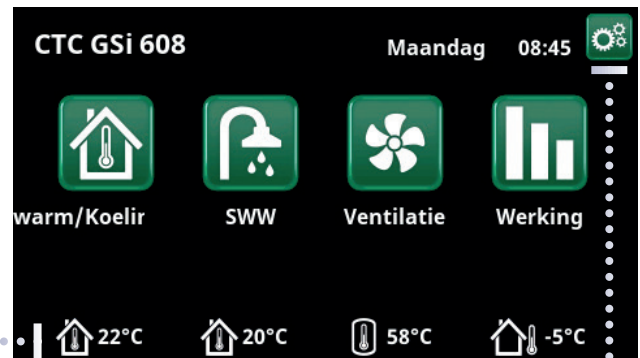 CTC GSi 608 Maandag 08:45
warm/Koelir SWW Ventilatie Werking
22°C 20°C 58°C -5°C